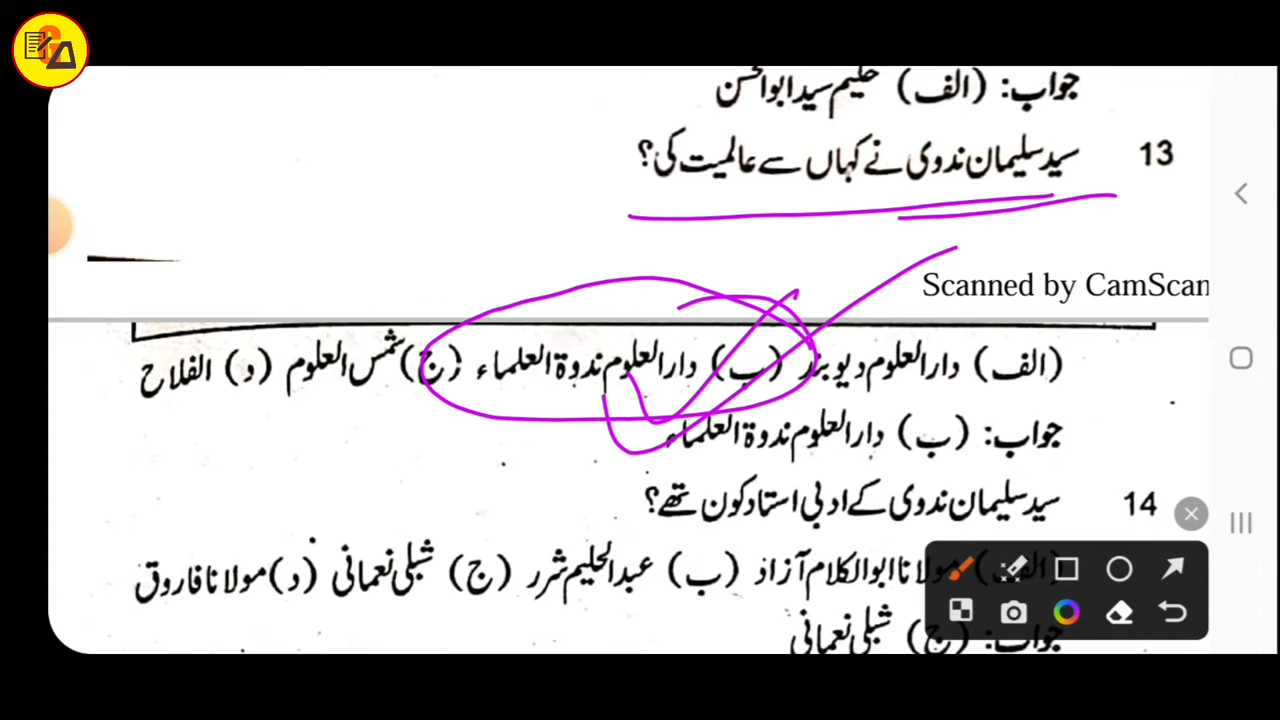 جواب: (الف) حکیم سید ابوالحسن
13 سید سلیمان ندوی نے کہاں سے عالمیت کی؟
Scanned by CamScan
(الف) دارالعلوم دیوبند (ب) دارالعلوم ندوۃ العلماء (ج) شمس العلوم (د) الفلاح
جواب: (ب) دارالعلوم ندوۃ العلماء
14 سید سلیمان ندوی کے ادبی استاد کون تھے؟
(الف) مولانا ابوالکلام آزاد (ب) عبدالحلیم شرر (ج) شبلی نعمانی (د) مولانا فاروق
جواب: (ج) شبلی نعمانی